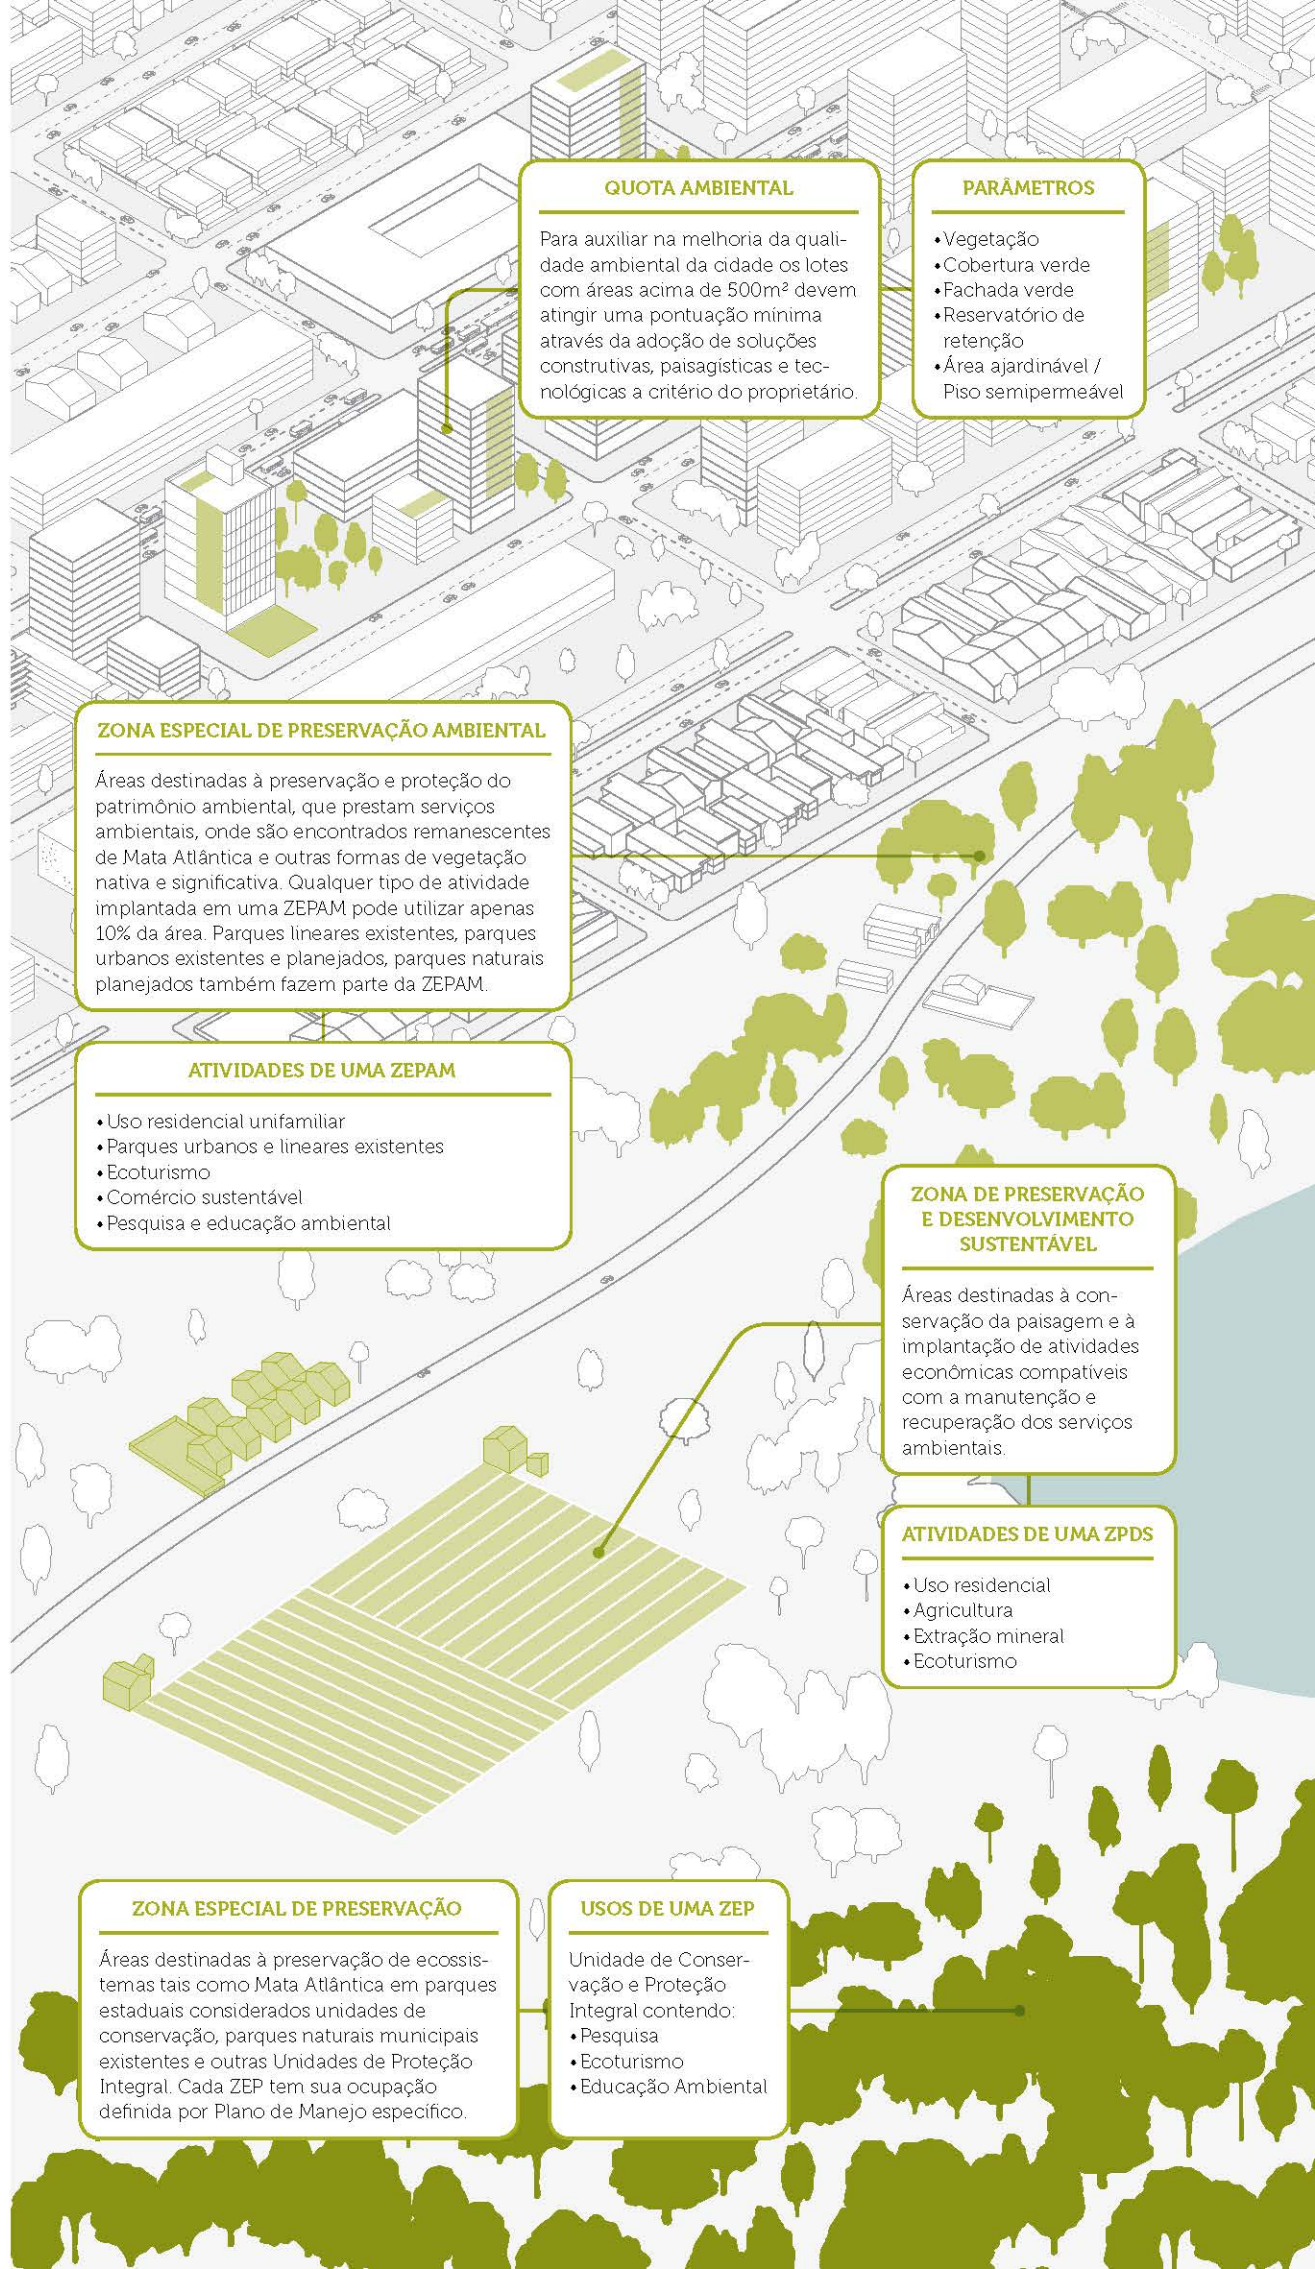 QUOTA AMBIENTAL
Para auxiliar na melhoria da quali-
dade ambiental da cidade os lotes
com áreas acima de 500m² devem
atingir uma pontuação mínima
através da adoção de soluções
construtivas, paisagísticas e tec-
nológicas a critério do proprietário.
PARÂMETROS
•Vegetação
•Cobertura verde
•Fachada verde
•Reservatório de
retenção
•Área ajardinável /
Piso semipermeável
ZONA ESPECIAL DE PRESERVAÇÃO AMBIENTAL
Áreas destinadas à preservação e proteção do
patrimônio ambiental, que prestam serviços
ambientais, onde são encontrados remanescentes
de Mata Atlântica e outras formas de vegetação
nativa e significativa. Qualquer tipo de atividade
implantada em uma ZEPAM pode utilizar apenas
10% da área. Parques lineares existentes, parques
urbanos existentes e planejados, parques naturais
planejados também fazem parte da ZEPAM.
ATIVIDADES DE UMA ZEPAM
•Uso residencial unifamiliar
•Parques urbanos e lineares existentes
•Ecoturismo
•Comércio sustentável
•Pesquisa e educação ambiental
ZONA DE PRESERVAÇÃO
E DESENVOLVIMENTO
SUSTENTÁVEL
Áreas destinadas à con-
servação da paisagem e à
implantação de atividades
econômicas compatíveis
com a manutenção e
recuperação dos serviços
ambientais.
ATIVIDADES DE UMA ZPDS
•Uso residencial
•Agricultura
•Extração mineral
•Ecoturismo
ZONA ESPECIAL DE PRESERVAÇÃO
Áreas destinadas à preservação de ecossis-
temas tais como Mata Atlântica em parques
estaduais considerados unidades de
conservação, parques naturais municipais
existentes e outras Unidades de Proteção
Integral. Cada ZEP tem sua ocupação
definida por Plano de Manejo específico.
USOS DE UMA ZEP
Unidade de Conser-
vação e Proteção
Integral contendo:
•Pesquisa
•Ecoturismo
•Educação Ambiental